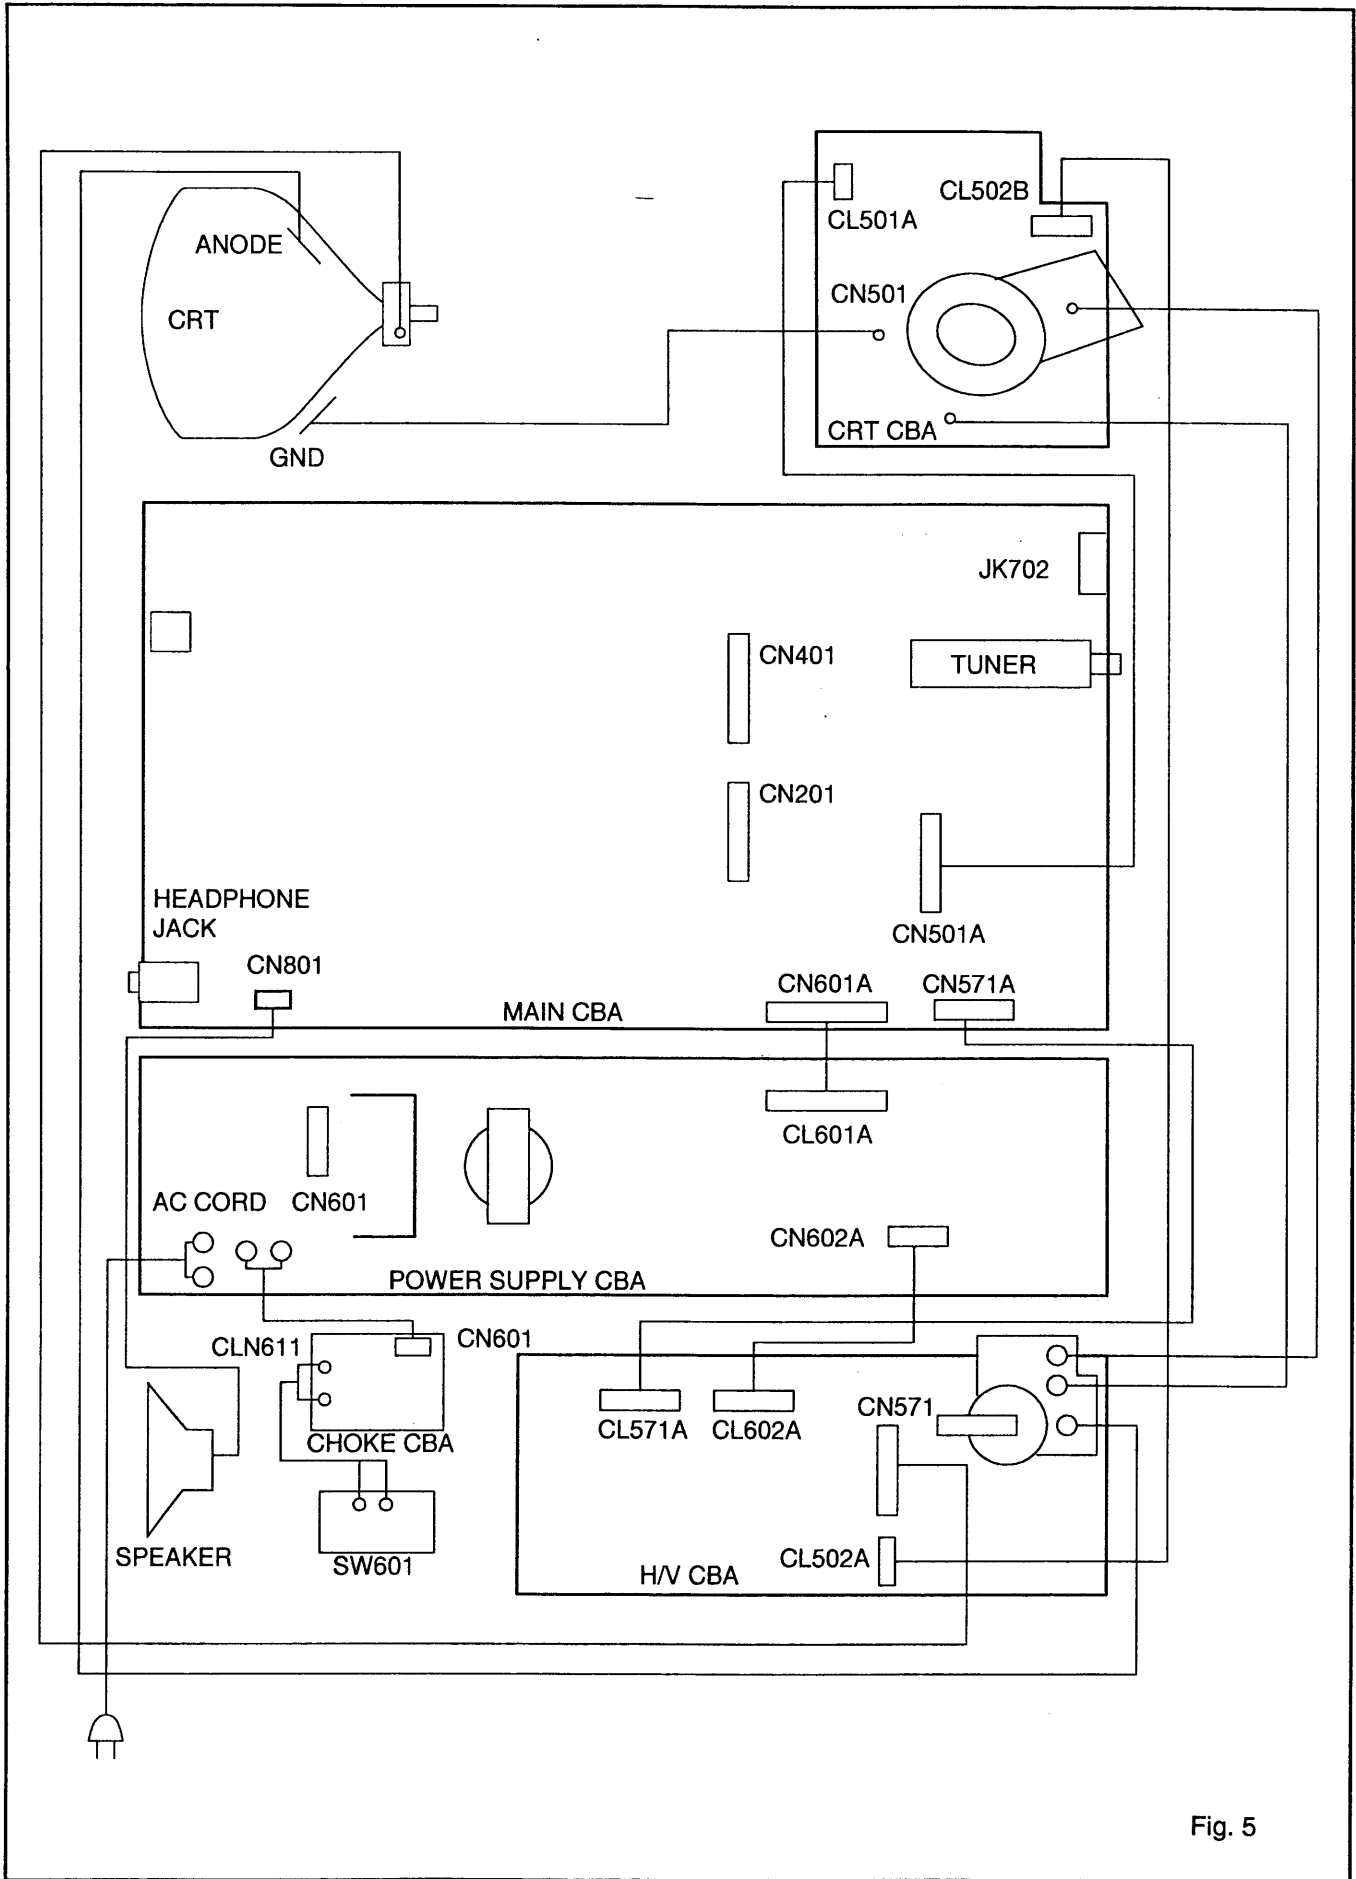 CL502B
CL501A
ANODE
CN501
CRT
CRT CBA
GND
JK702
CN401
TUNER
CN201
HEADPHONE
JACK
CN501A
CN801
CN601A
CN571A
MAIN CBA
CL601A
AC CORD
CN601
CN602A
POWER SUPPLY CBA
CLN611
CN601
CN571
CL571A
CL602A
CHOKE CBA
SPEAKER
SW601
CL502A
H/V CBA
Fig. 5